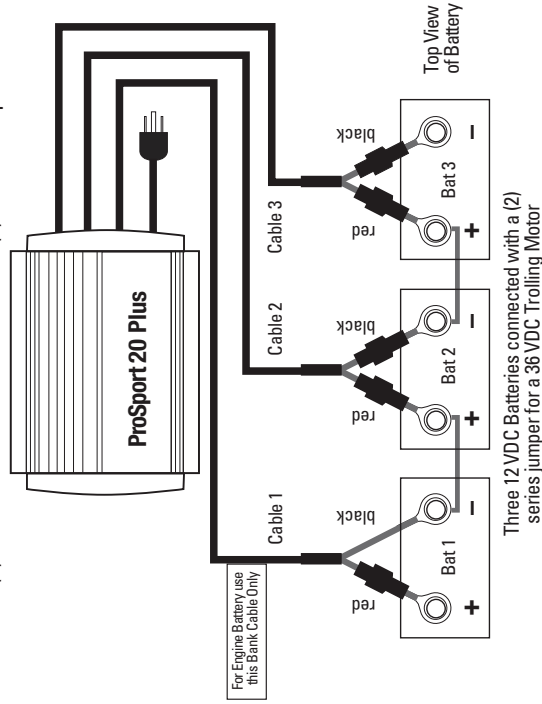 ProSport 20 Plus
For Engine Battery use
this Bank Cable Only
Cable 1
Cable 2
Cable 3
red
black
red
black
red
black
Bat 1
Bat 2
Bat 3
+
–
+
–
+
–
Top View
of Battery
Three 12 VDC Batteries connected with a (2)
series jumper for a 36 VDC Trolling Motor